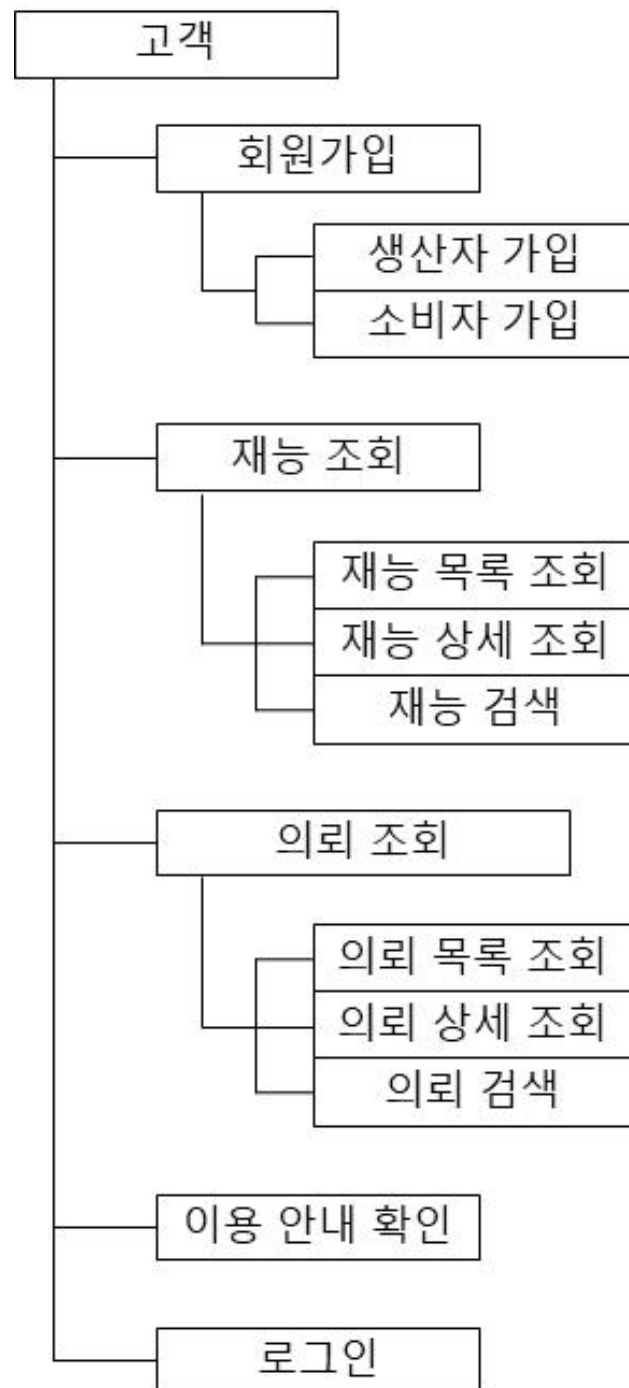 고객
회원가입
생산자 가입
소비자 가입
재능 조회
재능 목록 조회
재능 상세 조회
재능 검색
의뢰 조회
의뢰 목록 조회
의뢰 상세 조회
의뢰 검색
이용 안내 확인
로그인